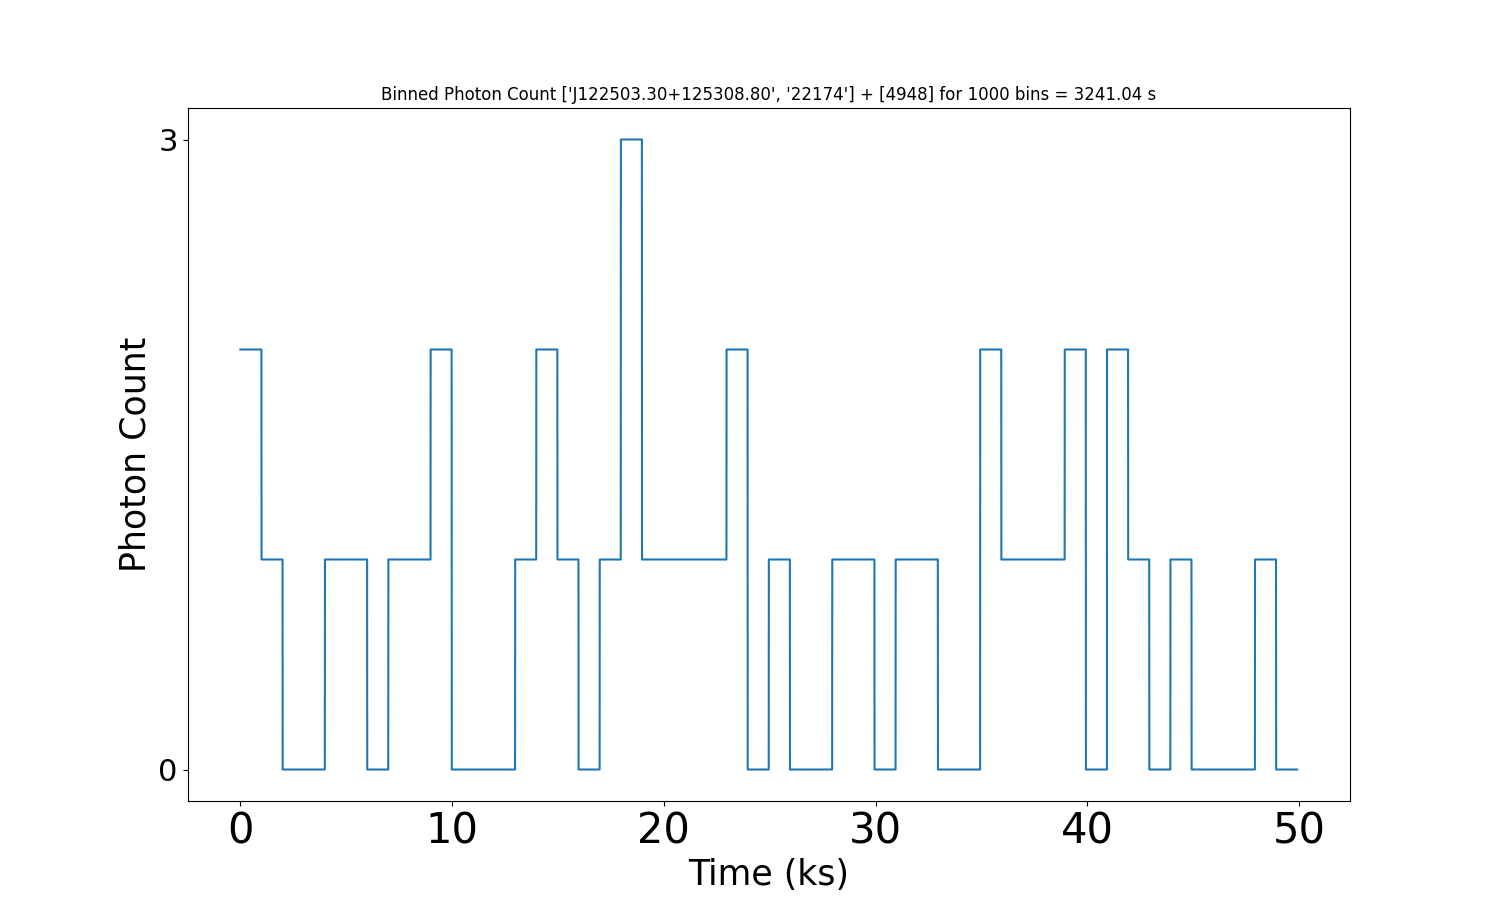 Binned Photon Count ['J122503.30+125308.80', '22174'] + [4948] for 1000 bins = 3241.04 s
3
Photon Count
0
0 10 20 30 40 50
Time (ks)